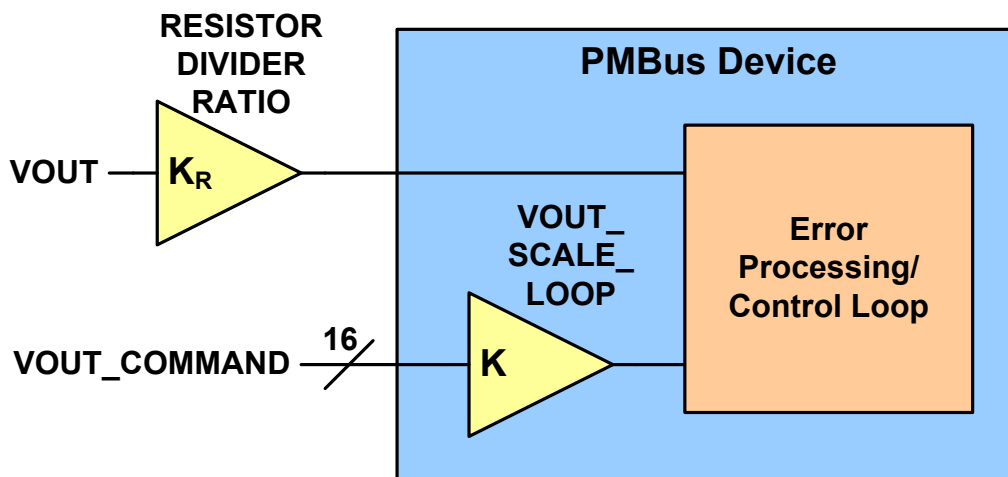 RESISTOR
DIVIDER
RATIO
PMBus Device
VOUT
KR
VOUT_
SCALE_
LOOP
Error
Processing/
Control Loop
16
VOUT_COMMAND
K